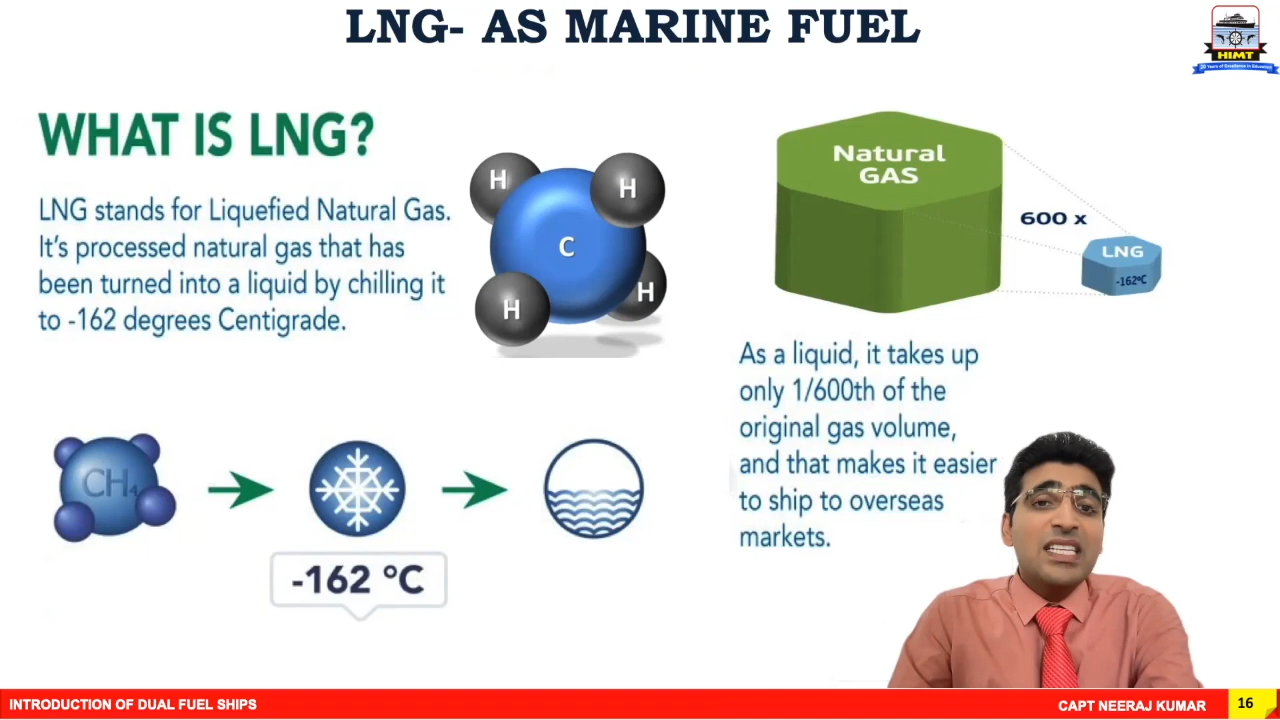 LNG- AS MARINE FUEL
HIMT
WHAT IS LNG?
LNG stands for Liquefied Natural Gas.
It's processed natural gas that has
been turned into a liquid by chilling it
to -162 degrees Centigrade.
H
H
C
H
H
Natural
GAS
600 x
LNG
-162°C
As a liquid, it takes up
only 1/600th of the
original gas volume,
and that makes it easier
to ship to overseas
markets.
CH₄
-162 °C
INTRODUCTION OF DUAL FUEL SHIPS
CAPT NEERAJ KUMAR
16